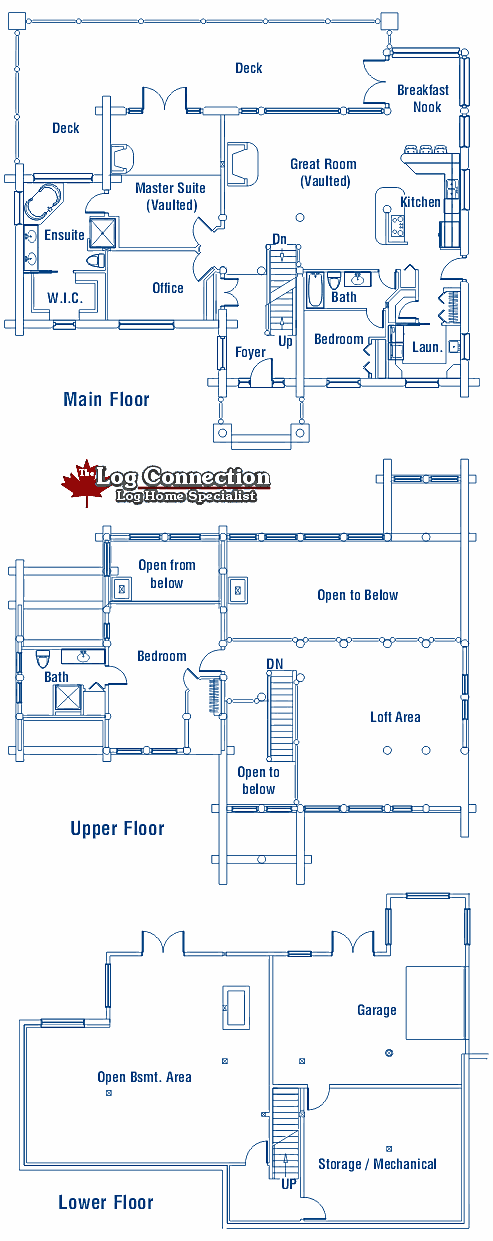 Deck
Breakfast
Nook
Deck
Great Room
(Vaulted)
Master Suite
(Vaulted)
Kitchen
Ensuite
Dn
Office
W.I.C.
Bath
Up
Bedroom
Laun.
Foyer
Main Floor
The Log Connection
Log Home Specialist
Open from
below
Open to Below
Bedroom
DN
Bath
Loft Area
Open to
below
Upper Floor
Garage
Open Bsmt. Area
Storage / Mechanical
UP
Lower Floor